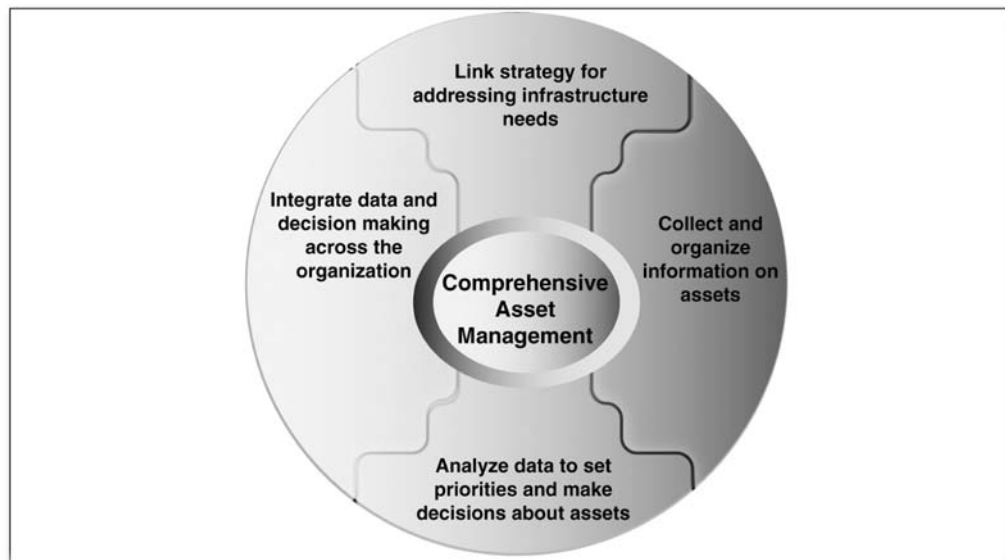 Link strategy for
addressing infrastructure
needs
Integrate data and
decision making
across the
organization
Collect and
organize
information on
assets
Comprehensive
Asset
Management
Analyze data to set
priorities and make
decisions about assets